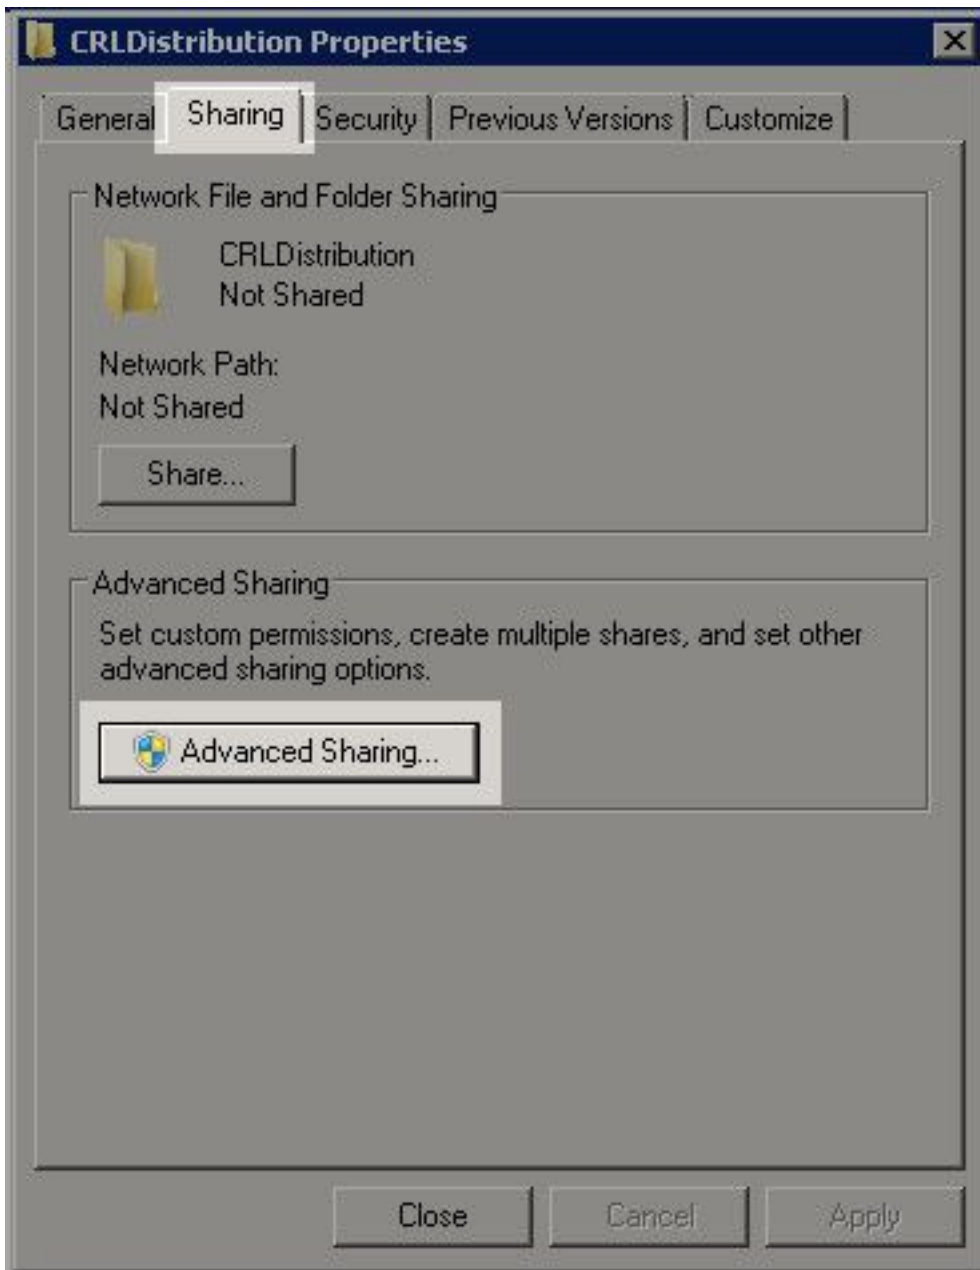 CRLDistribution Properties
General Sharing Security Previous Versions Customize
Network File and Folder Sharing
CRLDistribution
Not Shared
Network Path:
Not Shared
Share...
Advanced Sharing
Set custom permissions, create multiple shares, and set other
advanced sharing options.
Advanced Sharing...
Close Cancel Apply